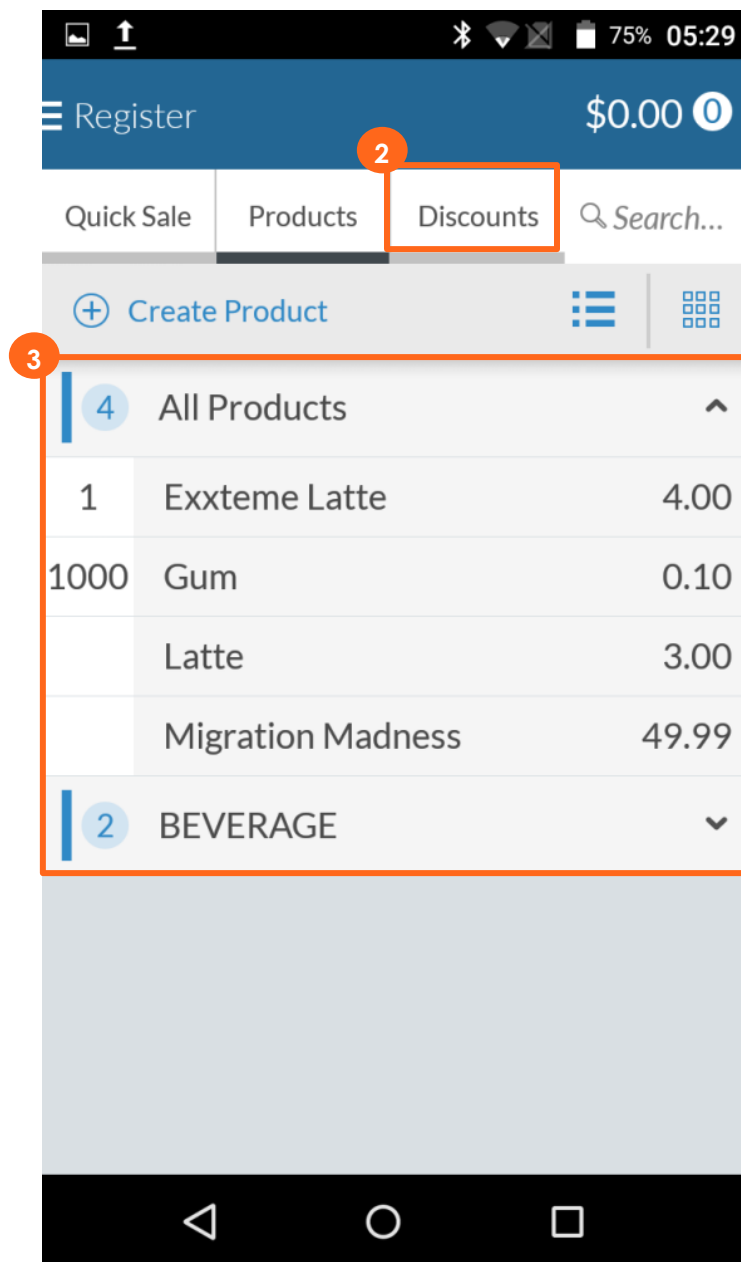 75% 05:29
Register $0.00 0
2
Quick Sale Products Discounts Search...
Create Product
3
4 All Products
1 Exxteme Latte 4.00
1000 Gum 0.10
Latte 3.00
Migration Madness 49.99
2 BEVERAGE